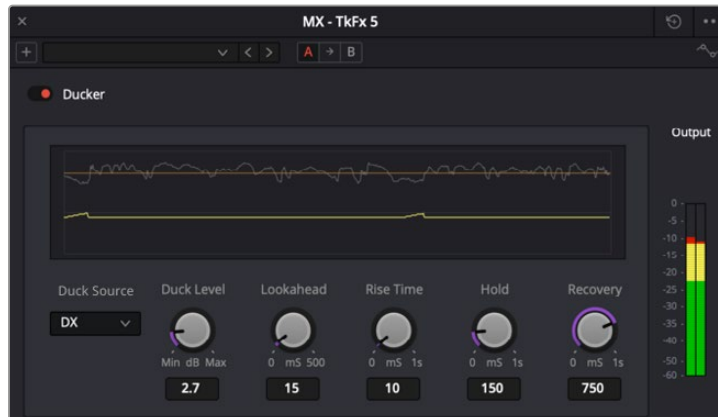 MX - TkFx 5
A B
Ducker
Output
0 -
-5 -
-10 -
-15 -
-20 -
-25 -
-30 -
-35 -
-40 -
-50 -
-60 -
Duck Source Duck Level Lookahead Rise Time Hold Recovery
DX
Min dB Max 0 mS 500 0 mS 1s 0 mS 1s 0 mS 1s
2.7 15 10 150 750